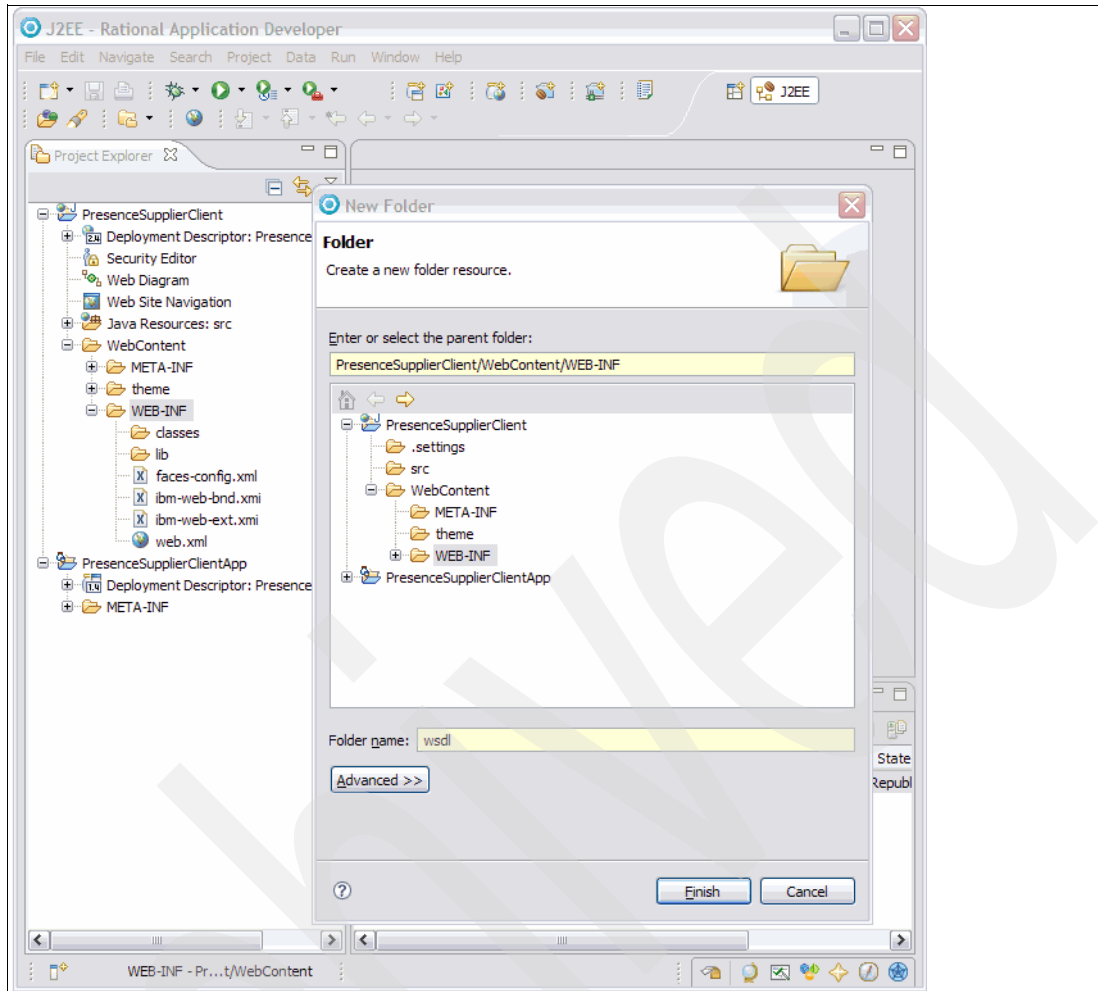 J2EE - Rational Application Developer
File Edit Navigate Search Project Data Run Window Help
J2EE
Project Explorer
PresenceSupplierClient
Deployment Descriptor: Presence
Security Editor
Web Diagram
Web Site Navigation
Java Resources: src
WebContent
META-INF
theme
WEB-INF
classes
lib
faces-config.xml
ibm-web-bnd.xmi
ibm-web-ext.xmi
web.xml
PresenceSupplierClientApp
Deployment Descriptor: Presence
META-INF
New Folder
Folder
Create a new folder resource.
Enter or select the parent folder:
PresenceSupplierClient/WebContent/WEB-INF
PresenceSupplierClient
.settings
src
WebContent
META-INF
theme
WEB-INF
PresenceSupplierClientApp
Folder name: wsdl
Advanced >>
Finish Cancel
State
Republ
WEB-INF - Pr...t/WebContent